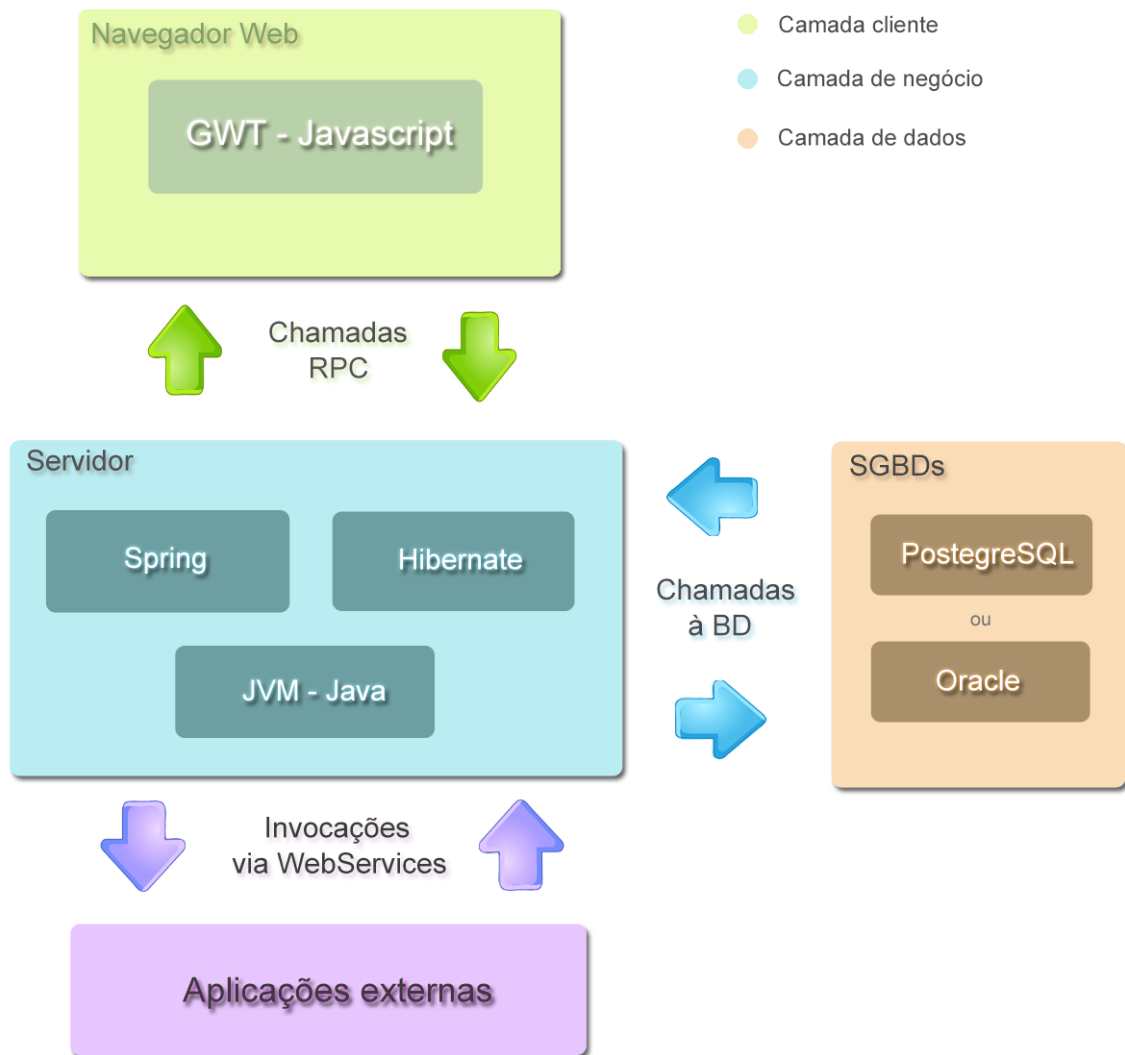 Navegador Web
GWT - Javascript
Camada cliente
Camada de negócio
Camada de dados
Chamadas
RPC
Servidor
Spring
Hibernate
JVM - Java
Chamadas
à BD
SGBDs
PostegreSQL
ou
Oracle
Invocações
via WebServices
Aplicações externas